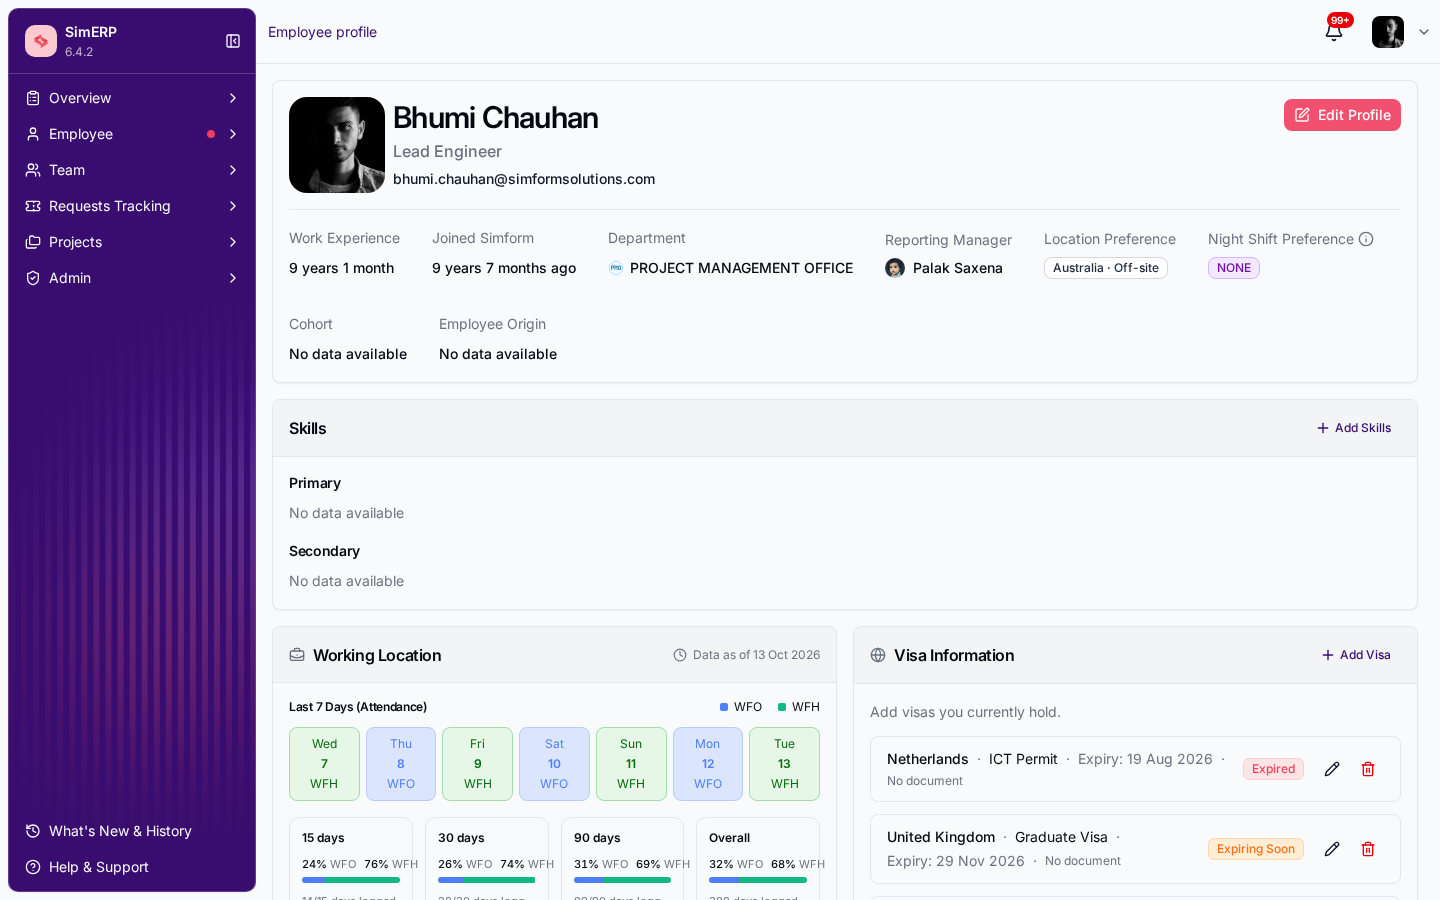 SimERP
6.4.2
Overview
Employee
Team
Requests Tracking
Projects
Admin
What's New & History
Help & Support
Employee profile
99+
Bhumi Chauhan
Lead Engineer
bhumi.chauhan@simformsolutions.com
Edit Profile
Work Experience
9 years 1 month
Joined Simform
9 years 7 months ago
Department
PMO PROJECT MANAGEMENT OFFICE
Reporting Manager
Palak Saxena
Location Preference
Australia · Off-site
Night Shift Preference
NONE
Cohort
No data available
Employee Origin
No data available
Skills
Add Skills
Primary
No data available
Secondary
No data available
Working Location
Data as of 13 Oct 2026
Last 7 Days (Attendance)
WFO WFH
Wed
7
WFH
Thu
8
WFO
Fri
9
WFH
Sat
10
WFO
Sun
11
WFH
Mon
12
WFO
Tue
13
WFH
15 days
24% WFO 76% WFH
14/15 days logged
30 days
26% WFO 74% WFH
90 days
31% WFO 69% WFH
Overall
32% WFO 68% WFH
Visa Information
Add Visa
Add visas you currently hold.
Netherlands · ICT Permit · Expiry: 19 Aug 2026 ·
No document
Expired
United Kingdom · Graduate Visa ·
Expiry: 29 Nov 2026 · No document
Expiring Soon